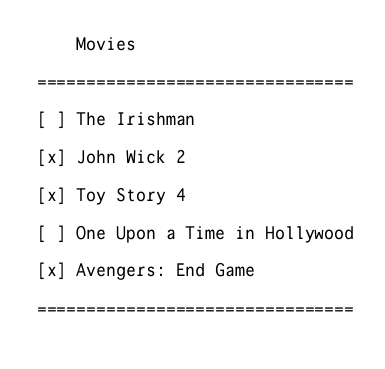 Movies
================================
[ ] The Irishman
[x] John Wick 2
[x] Toy Story 4
[ ] One Upon a Time in Hollywood
[x] Avengers: End Game
================================